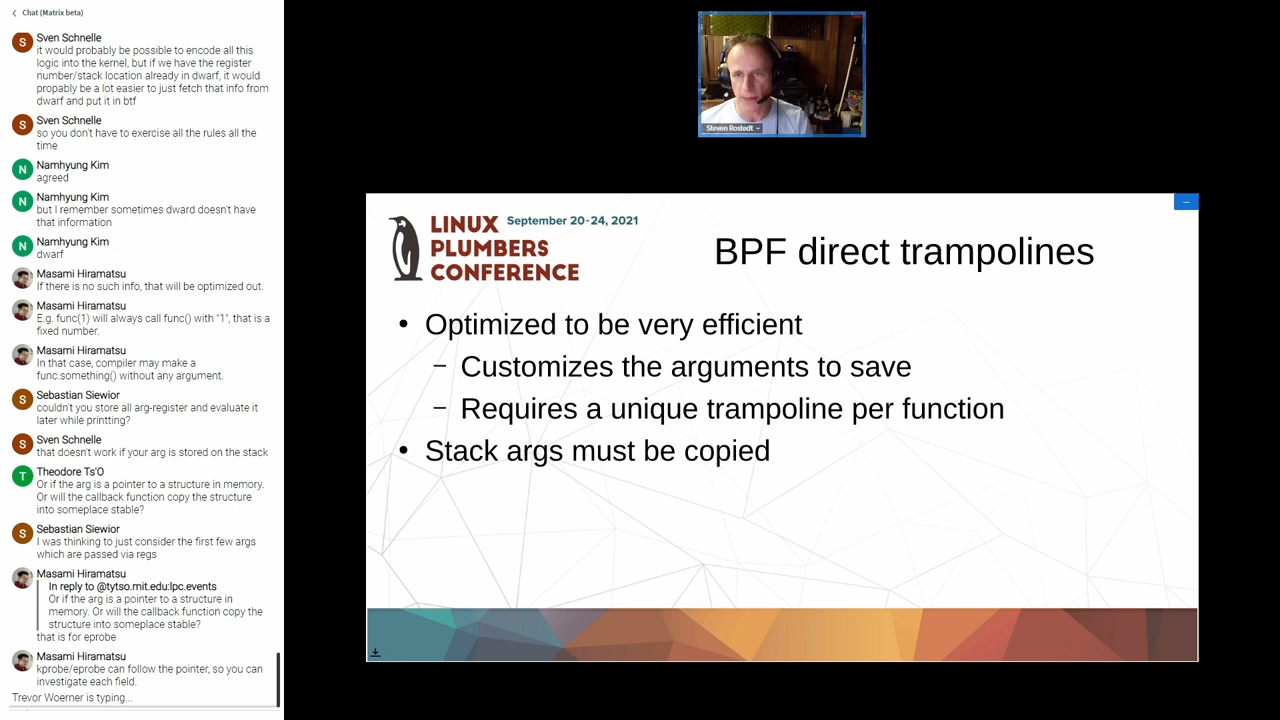 Chat (Matrix beta)
S
Sven Schnelle
it would probably be possible to encode all this
logic into the kernel, but if we have the register
number/stack location already in dwarf, it would
propably be a lot easier to just fetch that info from
dwarf and put it in btf
S
Sven Schnelle
so you don't have to exercise all the rules all the
time
N
Namhyung Kim
agreed
N
Namhyung Kim
but I remember sometimes dward doesn't have
that information
N
Namhyung Kim
dwarf
Masami Hiramatsu
If there is no such info, that will be optimized out.
Masami Hiramatsu
E.g. func(1) will always call func() with "1", that is a
fixed number.
Masami Hiramatsu
In that case, compiler may make a
func.something() without any argument.
S
Sebastian Siewior
couldn't you store all arg-register and evaluate it
later while printting?
S
Sven Schnelle
that doesn't work if your arg is stored on the stack
T
Theodore Ts'O
Or if the arg is a pointer to a structure in memory.
Or will the callback function copy the structure
into someplace stable?
S
Sebastian Siewior
I was thinking to just consider the first few args
which are passed via regs
Masami Hiramatsu
In reply to @tytso.mit.edu:lpc.events
Or if the arg is a pointer to a structure in
memory. Or will the callback function copy the
structure into someplace stable?
that is for eprobe
Masami Hiramatsu
kprobe/eprobe can follow the pointer, so you can
investigate each field.
Trevor Woerner is typing...
Steven Rostedt
LINUX
PLUMBERS
CONFERENCE
September 20-24, 2021
BPF direct trampolines
• Optimized to be very efficient
– Customizes the arguments to save
– Requires a unique trampoline per function
• Stack args must be copied